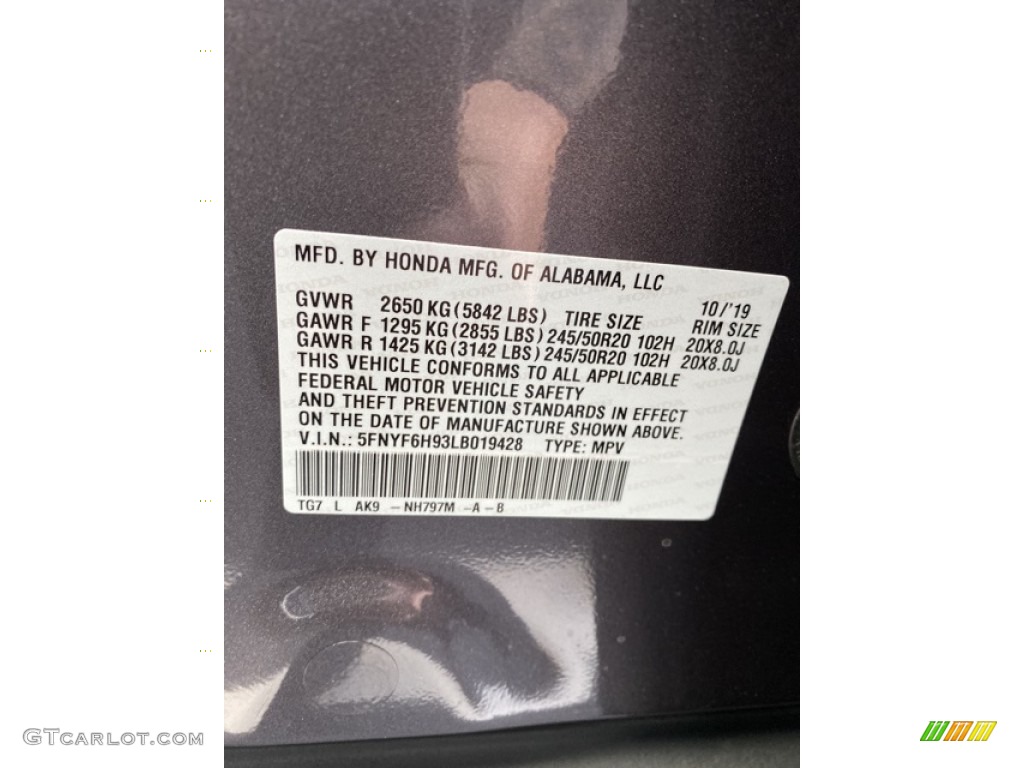 MFD. BY HONDA MFG. OF ALABAMA, LLC
10/'19
GVWR 2650 KG (5842 LBS) TIRE SIZE RIM SIZE
GAWR F 1295 KG (2855 LBS) 245/50R20 102H 20X8.0J
GAWR R 1425 KG (3142 LBS) 245/50R20 102H 20X8.0J
THIS VEHICLE CONFORMS TO ALL APPLICABLE
FEDERAL MOTOR VEHICLE SAFETY
AND THEFT PREVENTION STANDARDS IN EFFECT
ON THE DATE OF MANUFACTURE SHOWN ABOVE.
V.I.N.: 5FNYF6H93LB019428 TYPE: MPV
TG7 L AK9 -NH797M -A-B
GTCARLOT.COM